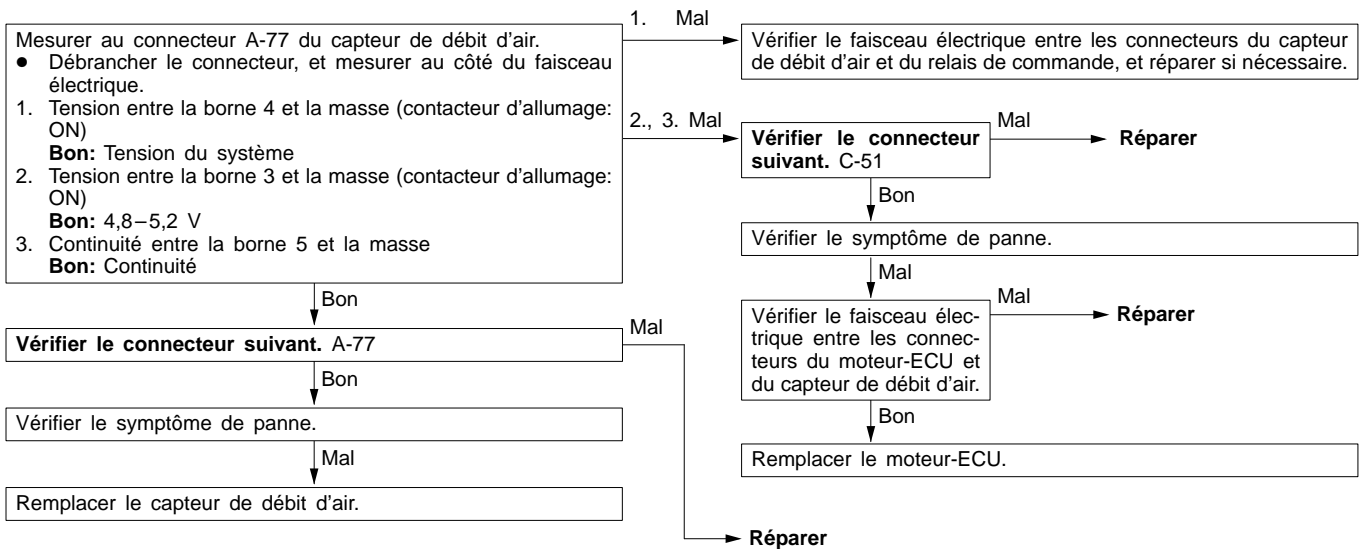 Mesurer au connecteur A-77 du capteur de débit d'air.
● Débrancher le connecteur, et mesurer au côté du faisceau
électrique.
1. Tension entre la borne 4 et la masse (contacteur d'allumage:
ON)
Bon: Tension du système
2. Tension entre la borne 3 et la masse (contacteur d'allumage:
ON)
Bon: 4,8–5,2 V
3. Continuité entre la borne 5 et la masse
Bon: Continuité
1. Mal
Vérifier le faisceau électrique entre les connecteurs du capteur
de débit d'air et du relais de commande, et réparer si nécessaire.
2., 3. Mal
Vérifier le connecteur
suivant. C-51
Mal
Réparer
Bon
Vérifier le symptôme de panne.
Mal
Vérifier le faisceau élec-
trique entre les connec-
teurs du moteur-ECU et
du capteur de débit d'air.
Mal
Réparer
Bon
Remplacer le moteur-ECU.
Bon
Vérifier le connecteur suivant. A-77
Mal
Réparer
Bon
Vérifier le symptôme de panne.
Mal
Remplacer le capteur de débit d'air.